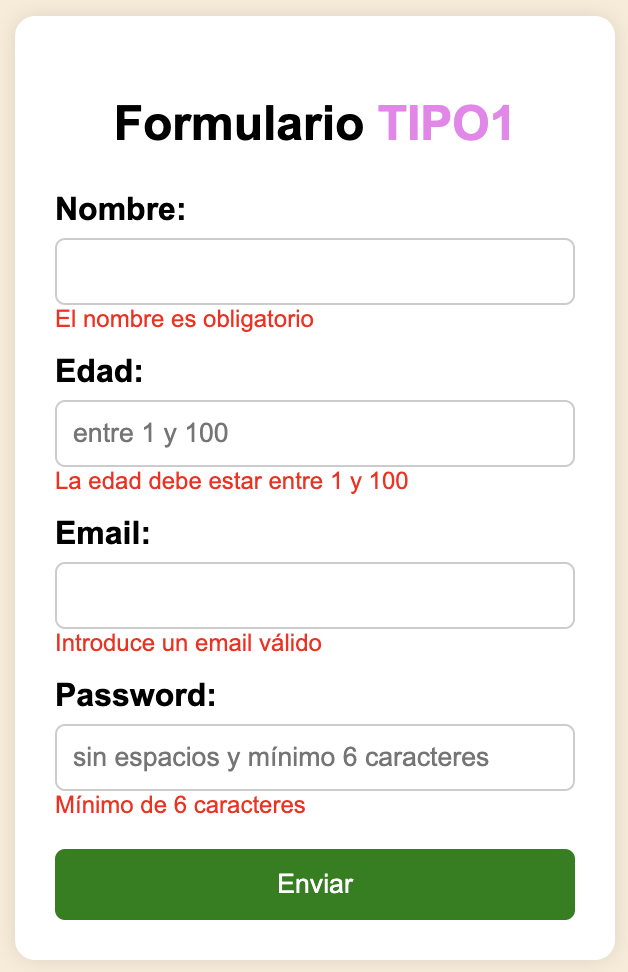 Formulario TIPO1
Nombre:
El nombre es obligatorio
Edad:
entre 1 y 100
La edad debe estar entre 1 y 100
Email:
Introduce un email válido
Password:
sin espacios y mínimo 6 caracteres
Mínimo de 6 caracteres
Enviar